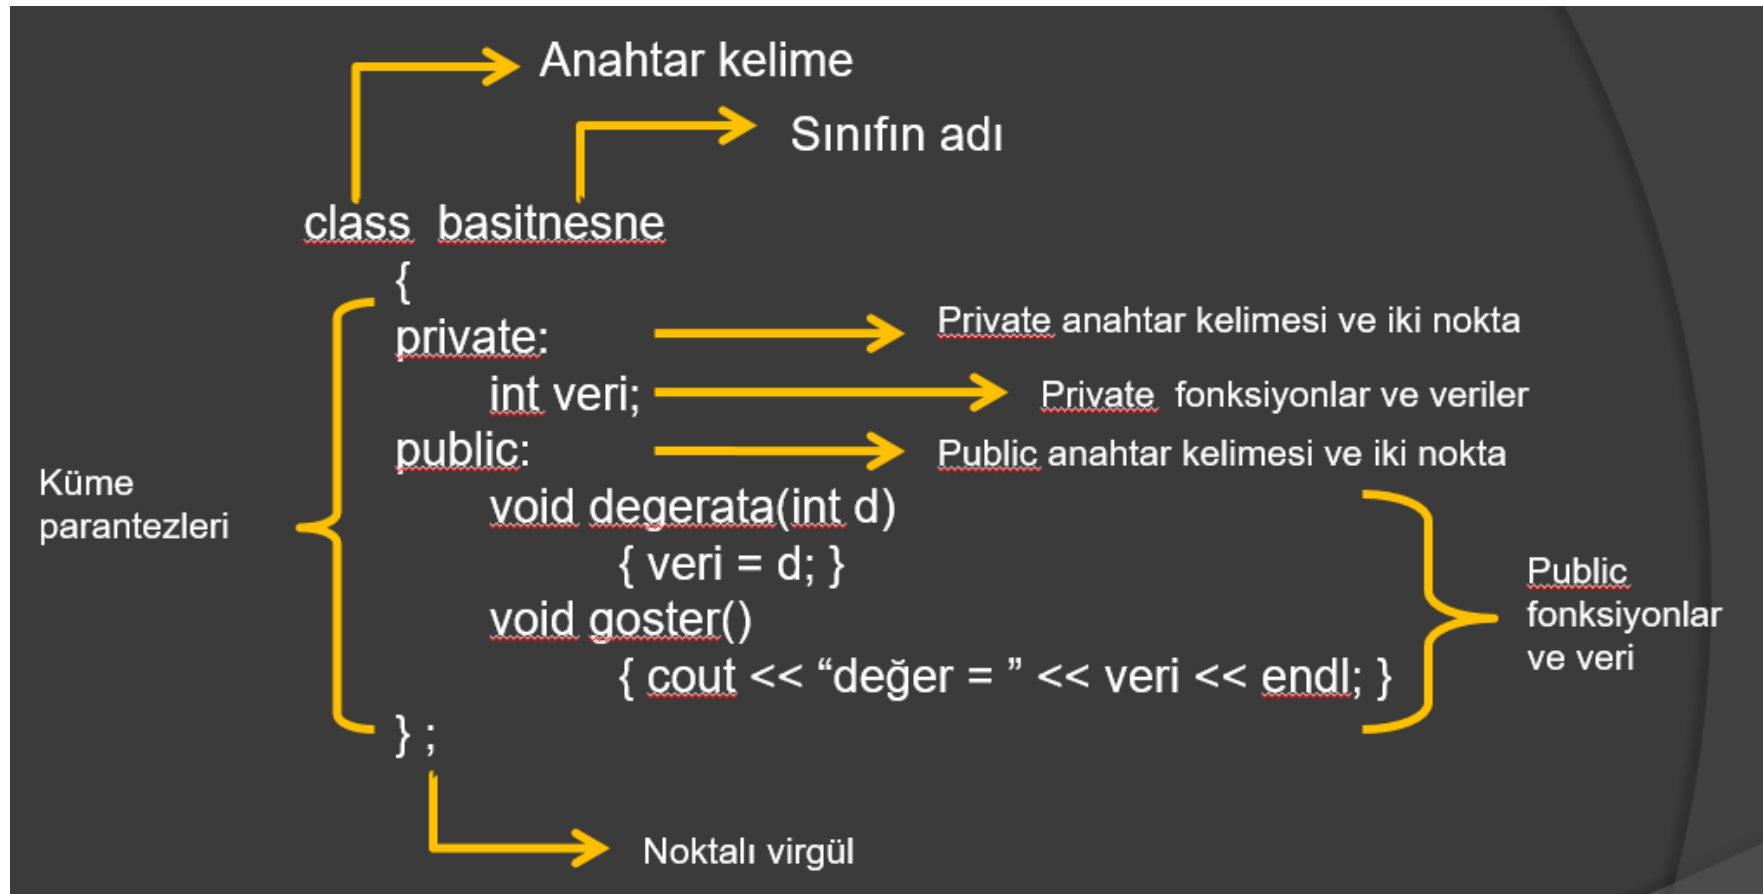 Anahtar kelime
Sınıfın adı
class basitnesne
{
private:
Private anahtar kelimesi ve iki nokta
int veri;
Private fonksiyonlar ve veriler
public:
Public anahtar kelimesi ve iki nokta
Küme
parantezleri
void degerata(int d)
{ veri = d; }
void goster()
{ cout << “değer = ” << veri << endl; }
Public
fonksiyonlar
ve veri
} ;
Noktalı virgül